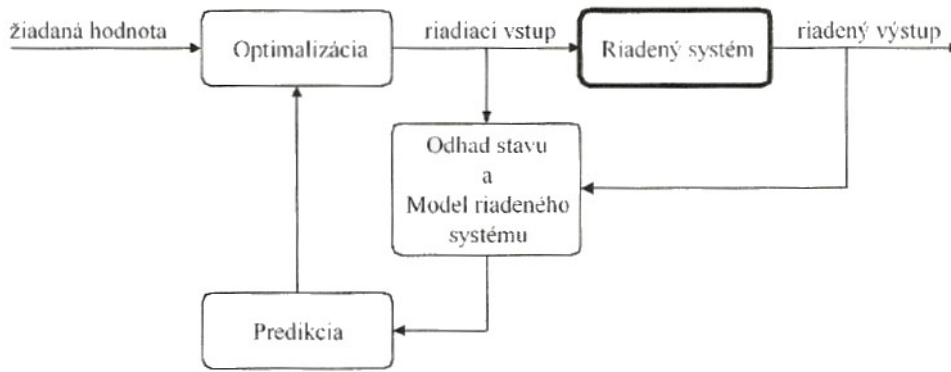 žiadaná hodnota
Optimalizácia
riadiaci vstup
Riadený systém
riadený výstup
Odhad stavu
a
Model riadeného
systému
Predikcia